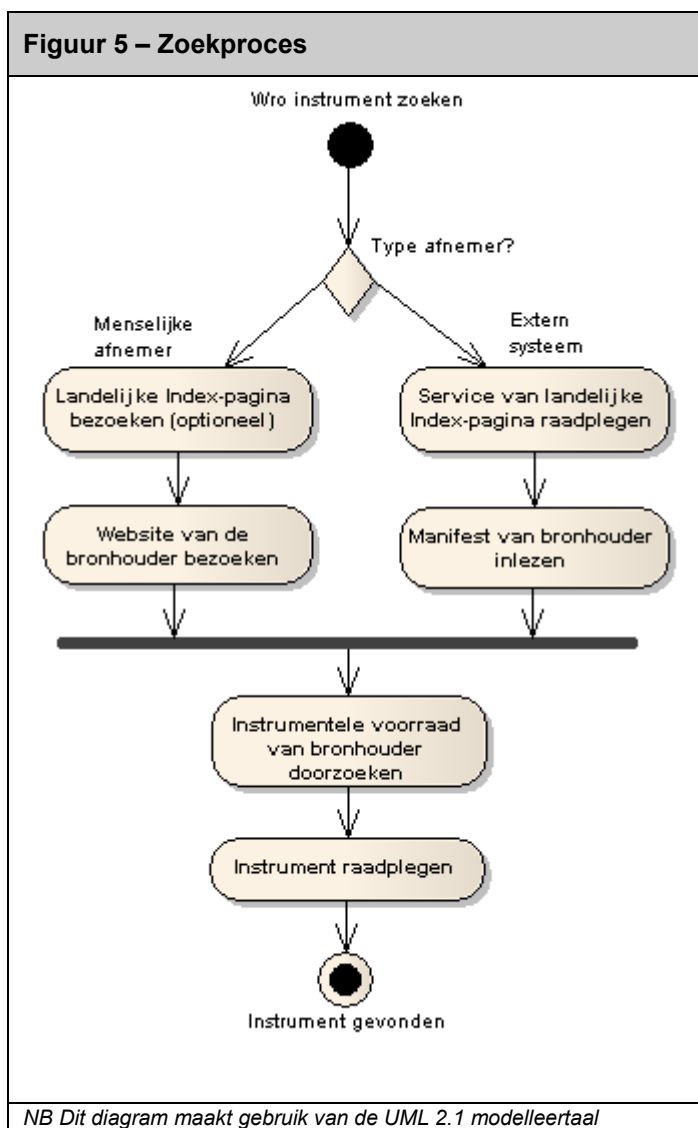 Figuur 5 – Zoekproces
Wro instrument zoeken
Type afnemer?
Menselijke
afnemer
Extern
systeem
Landelijke Index-pagina
bezoeken (optioneel)
Service van landelijke
Index-pagina raadplegen
Website van de
bronhouder bezoeken
Manifest van bronhouder
inlezen
Instrumentele voorraad
van bronhouder
doorzoeken
Instrument raadplegen
Instrument gevonden
NB Dit diagram maakt gebruik van de UML 2.1 modelleertaal